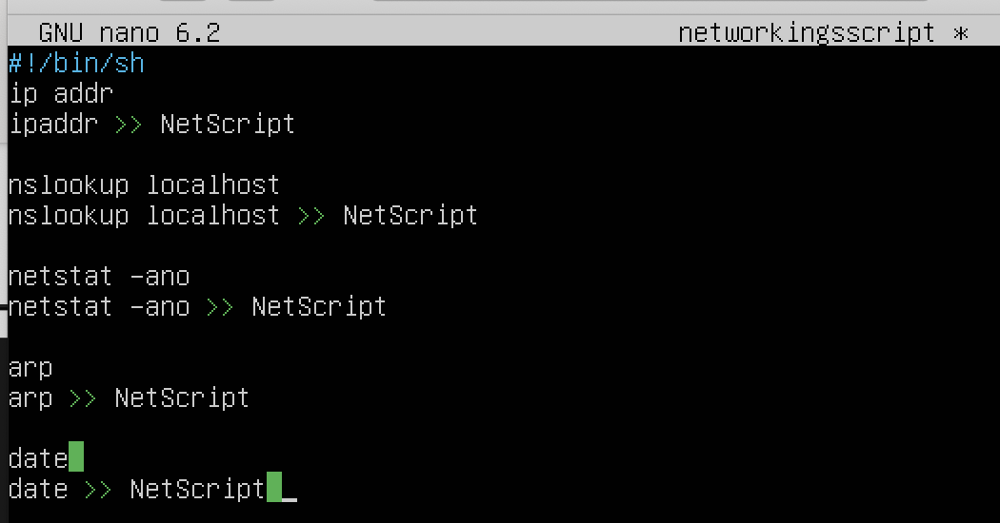 GNU nano 6.2 networkingsscript *
#!/bin/sh
ip addr
ipaddr >> NetScript
nslookup localhost
nslookup localhost >> NetScript
netstat -ano
netstat -ano >> NetScript
arp
arp >> NetScript
date
date >> NetScript